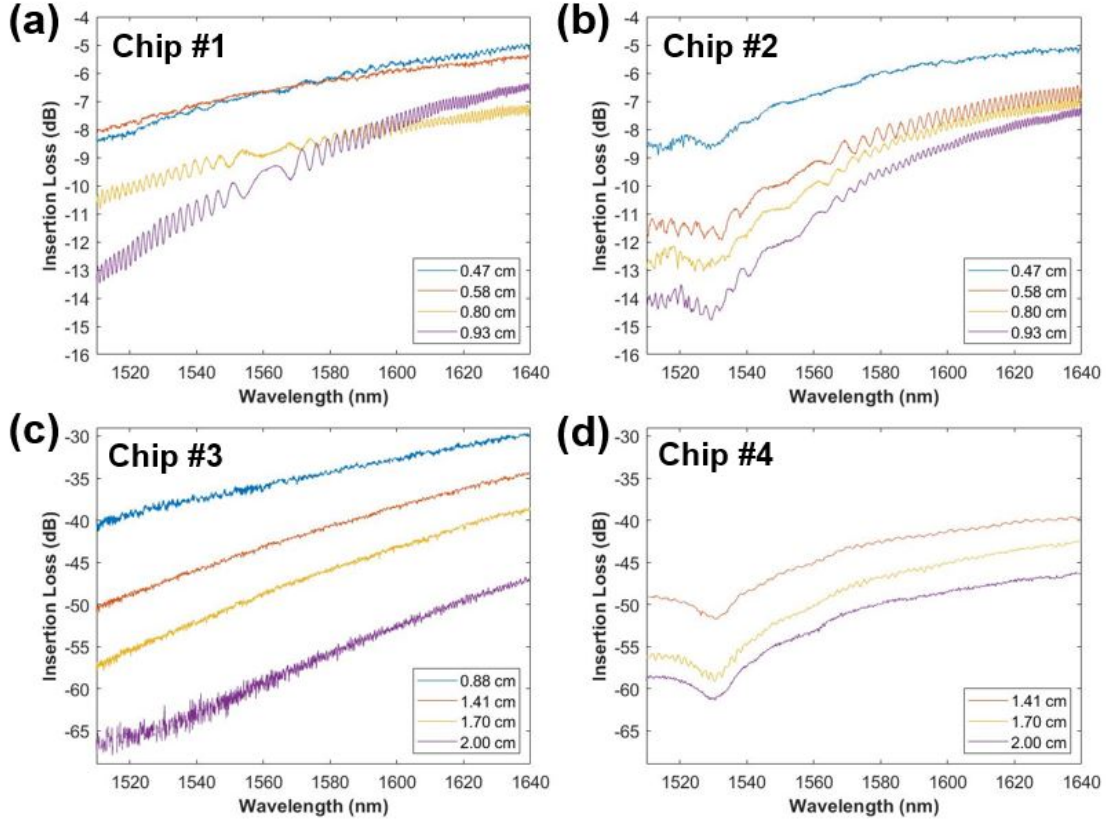 (a)
Chip #1
-4
-5
-6
-7
-8
-9
-10
-11
-12
-13
-14
-15
-16
Insertion Loss (dB)
0.47 cm
0.58 cm
0.80 cm
0.93 cm
1520 1540 1560 1580 1600 1620 1640
Wavelength (nm)
(b)
Chip #2
-4
-5
-6
-7
-8
-9
-10
-11
-12
-13
-14
-15
-16
Insertion Loss (dB)
0.47 cm
0.58 cm
0.80 cm
0.93 cm
1520 1540 1560 1580 1600 1620 1640
Wavelength (nm)
(c)
Chip #3
-30
-35
-40
-45
-50
-55
-60
-65
Insertion Loss (dB)
0.88 cm
1.41 cm
1.70 cm
2.00 cm
1520 1540 1560 1580 1600 1620 1640
Wavelength (nm)
(d)
Chip #4
-30
-35
-40
-45
-50
-55
-60
-65
Insertion Loss (dB)
1.41 cm
1.70 cm
2.00 cm
1520 1540 1560 1580 1600 1620 1640
Wavelength (nm)